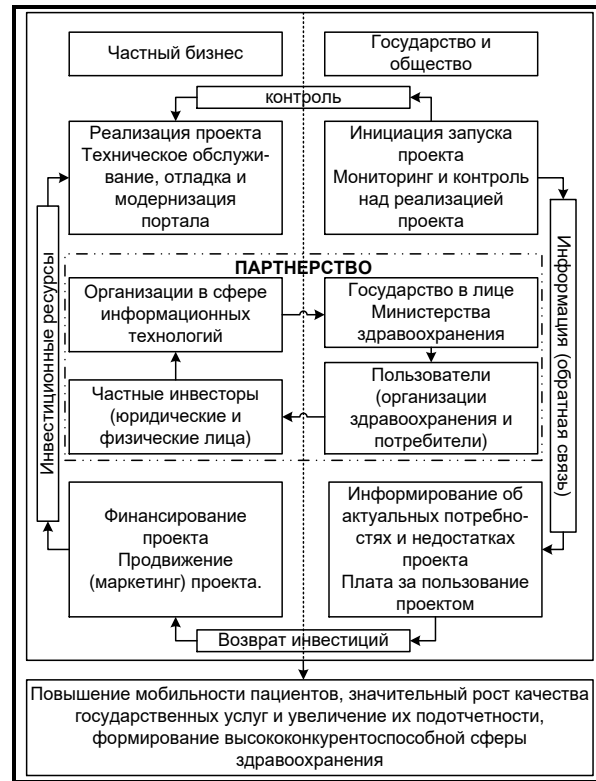 Частный бизнес
Государство и
общество
контроль
Реализация проекта
Техническое обслужи-
вание, отладка и
модернизация
портала
Инициация запуска
проекта
Мониторинг и контроль
над реализацией
проекта
Инвестиционные ресурсы
Информация (обратная связь)
ПАРТНЕРСТВО
Организации в сфере
информационных
технологий
Государство в лице
Министерства
здравоохранения
Частные инвесторы
(юридические и
физические лица)
Пользователи
(организации
здравоохранения и
потребители)
Финансирование
проекта
Продвижение
(маркетинг) проекта.
Информирование об
актуальных потребно-
стях и недостатках
проекта
Плата за пользование
проектом
Возврат инвестиций
Повышение мобильности пациентов, значительный рост качества
государственных услуг и увеличение их подотчетности,
формирование высококонкурентоспособной сферы
здравоохранения